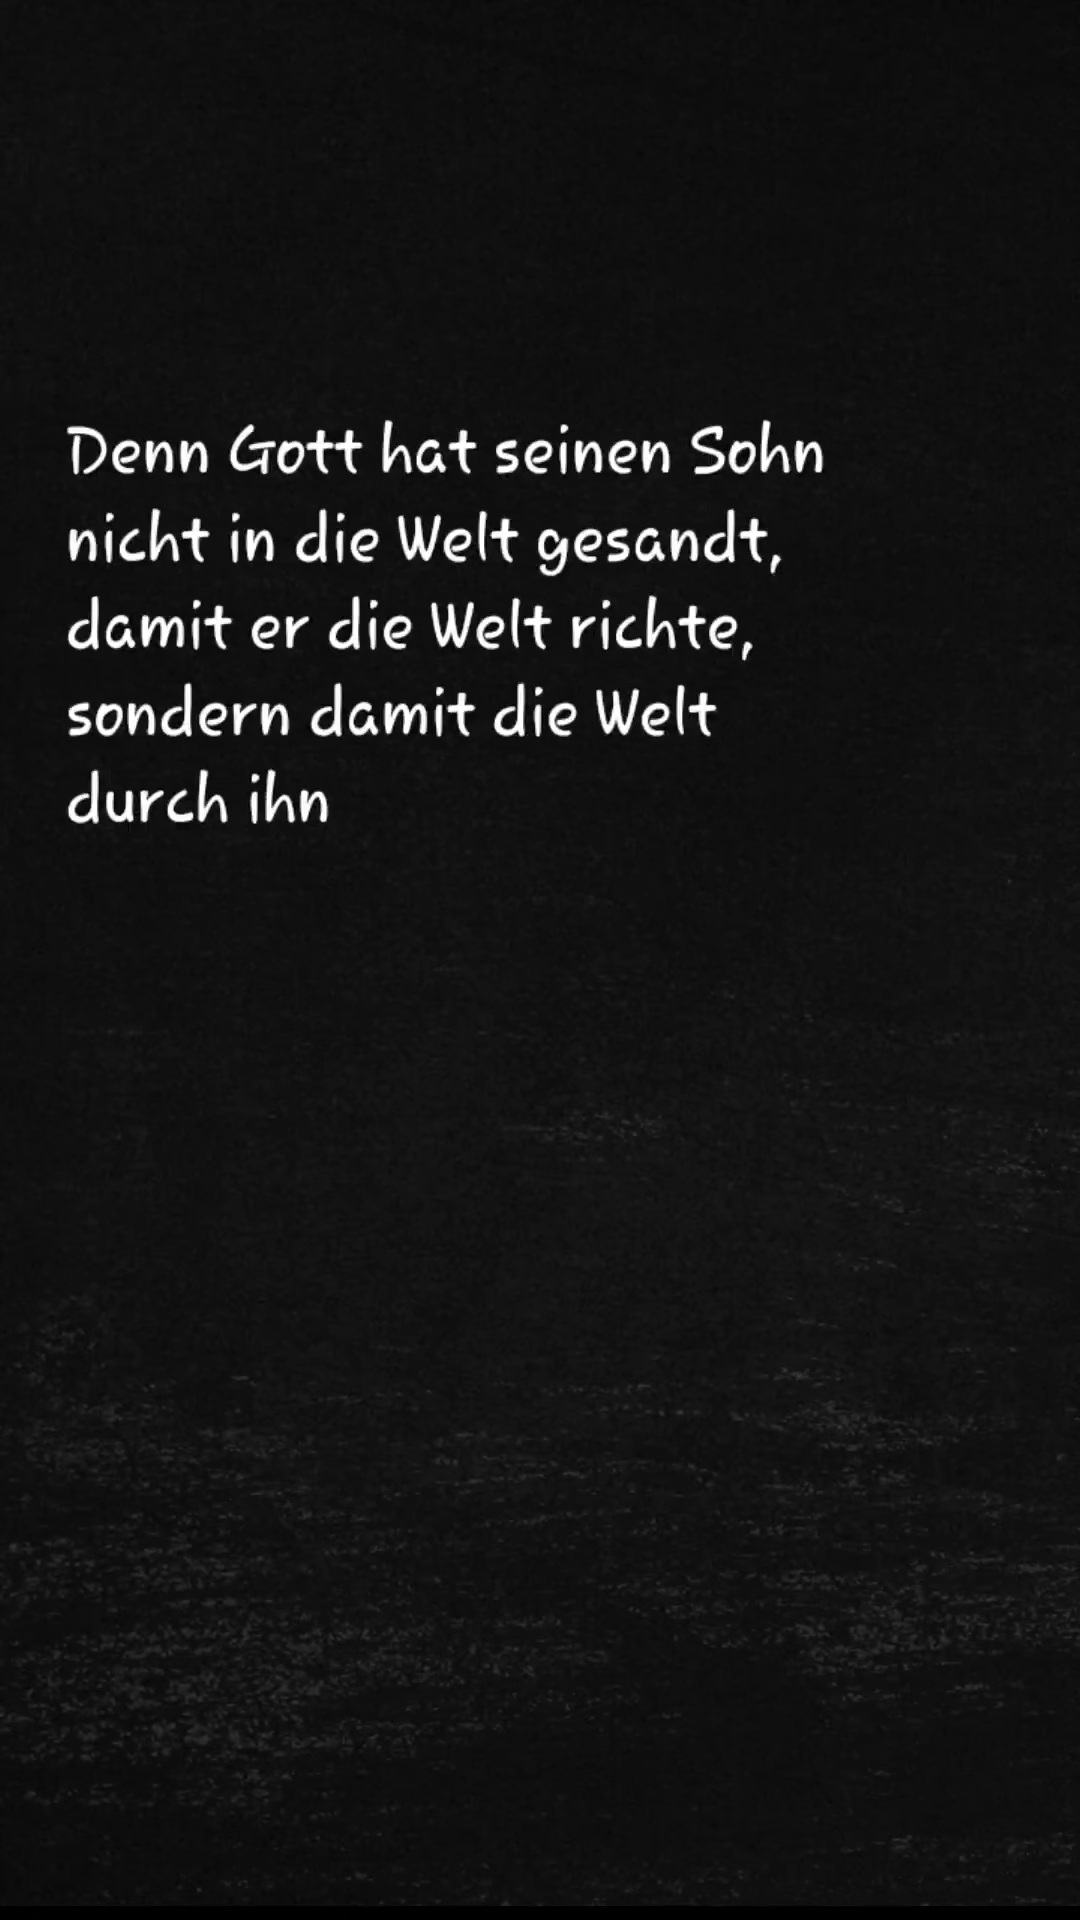 Denn Gott hat seinen Sohn
nicht in die Welt gesandt,
damit er die Welt richte,
sondern damit die Welt
durch ihn